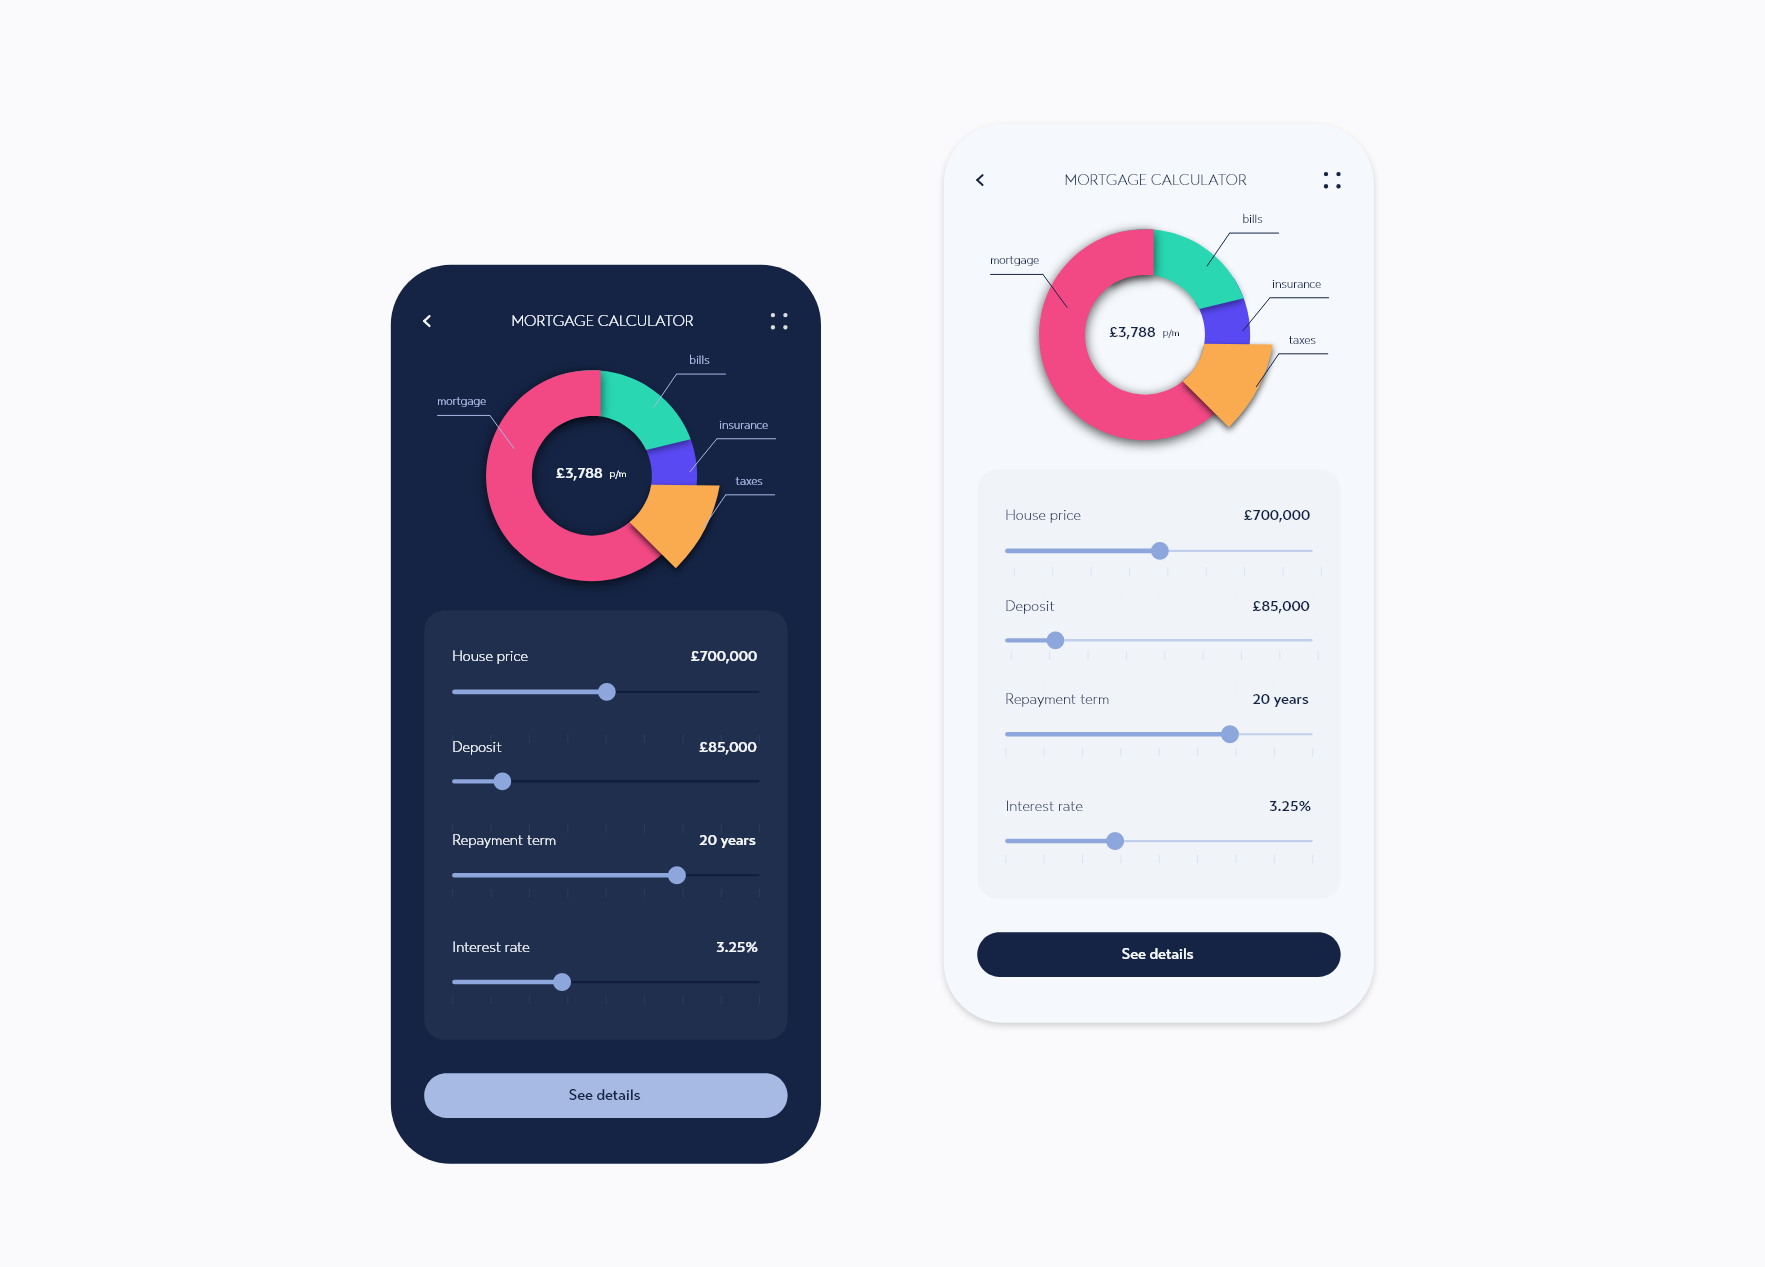 MORTGAGE CALCULATOR
bills
mortgage
insurance
£3,788 p/m
taxes
House price £700,000
Deposit £85,000
Repayment term 20 years
Interest rate 3.25%
See details
MORTGAGE CALCULATOR
bills
mortgage
insurance
£3,788 p/m
taxes
House price £700,000
Deposit £85,000
Repayment term 20 years
Interest rate 3.25%
See details